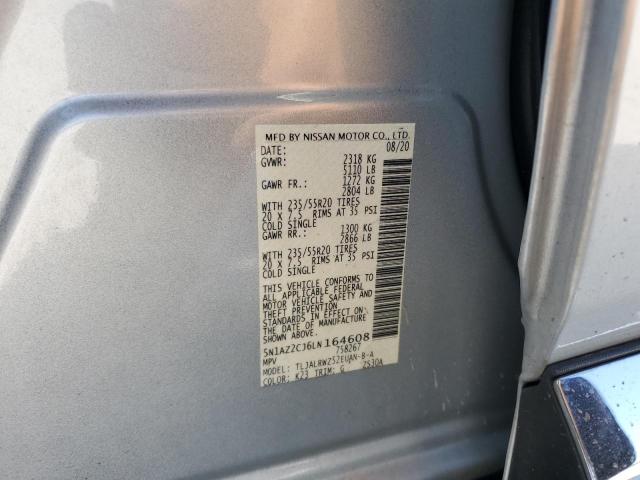 MFD BY NISSAN MOTOR CO., LTD.
DATE: 08/20
GVWR: 2318 KG
5110 LB
GAWR FR.: 1272 KG
2804 LB
WITH 235/55R20 TIRES
20 X 7.5 RIMS AT 35 PSI
COLD SINGLE
GAWR RR.: 1300 KG
2866 LB
WITH 235/55R20 TIRES
20 X 7.5 RIMS AT 35 PSI
COLD SINGLE
THIS VEHICLE CONFORMS TO
ALL APPLICABLE FEDERAL
MOTOR VEHICLE SAFETY AND
THEFT PREVENTION
STANDARDS IN EFFECT ON
THE DATE OF MANUFACTURE
SHOWN ABOVE.
5N1AZ2CJ6LN164608
MPV 758267
MODEL: TLJALRWZ52EUAN-B-A
COLOR: K23 TRIM: G 2530A